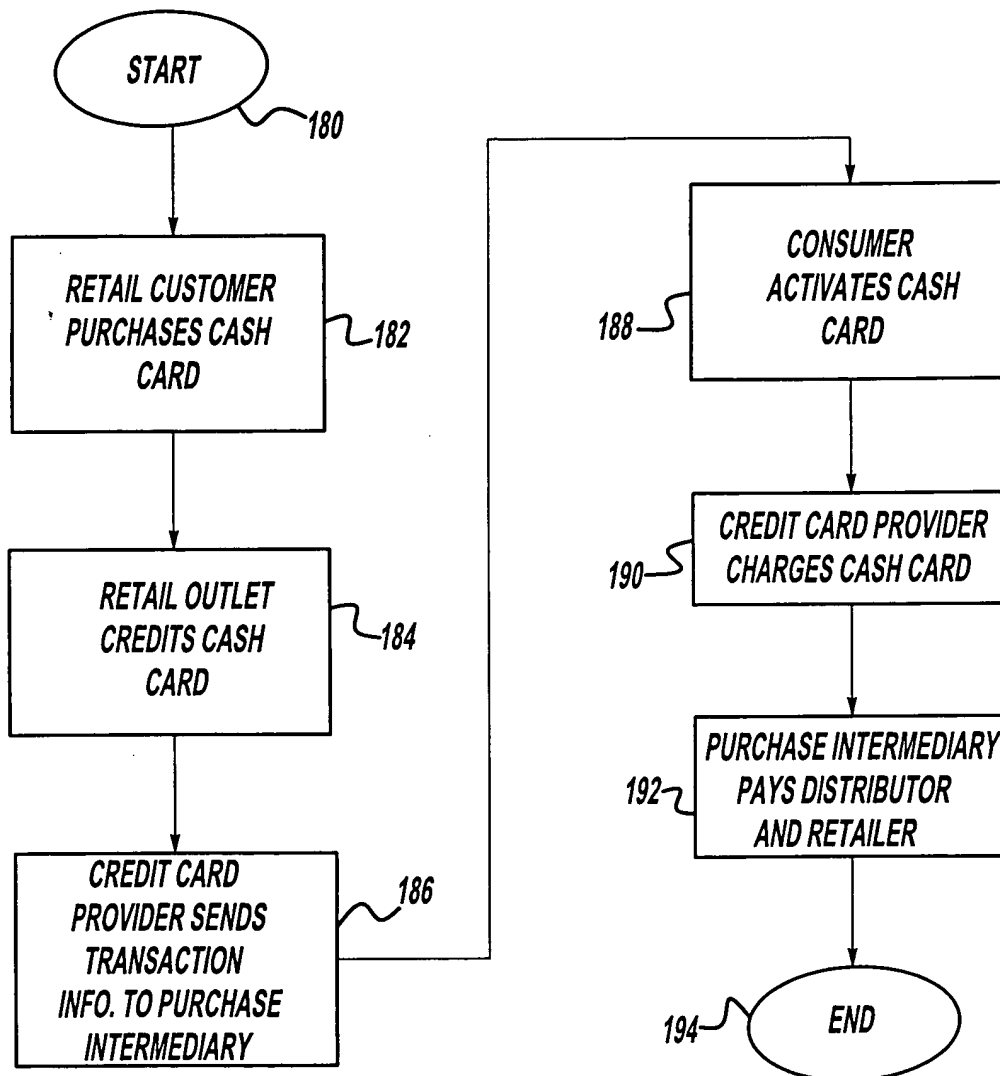 START
180
RETAIL CUSTOMER
PURCHASES CASH
CARD
182
RETAIL OUTLET
CREDITS CASH
CARD
184
CREDIT CARD
PROVIDER SENDS
TRANSACTION
INFO. TO PURCHASE
INTERMEDIARY
186
CONSUMER
ACTIVATES CASH
CARD
188
CREDIT CARD PROVIDER
CHARGES CASH CARD
190
PURCHASE INTERMEDIARY
PAYS DISTRIBUTOR
AND RETAILER
192
END
194